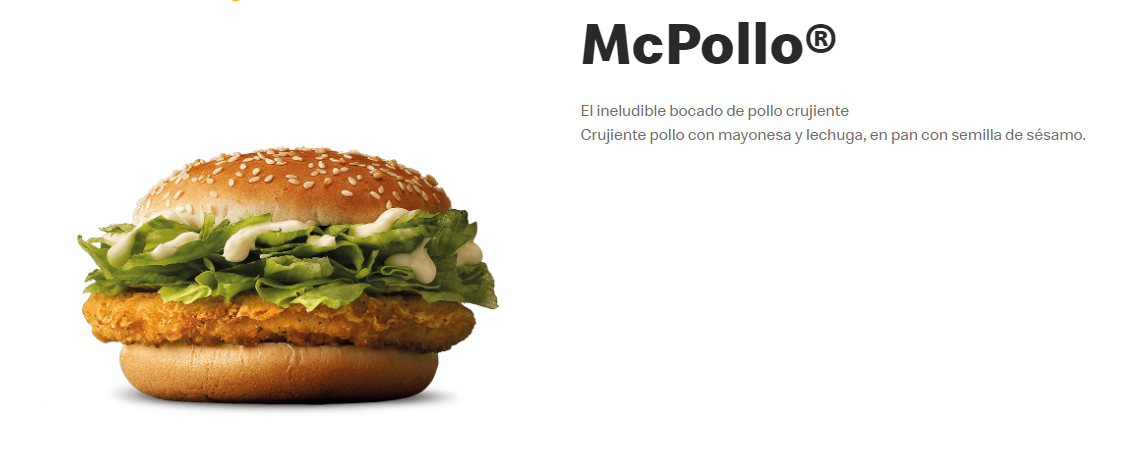 McPollo®
El ineludible bocado de pollo crujiente
Crujiente pollo con mayonesa y lechuga, en pan con semilla de sésamo.